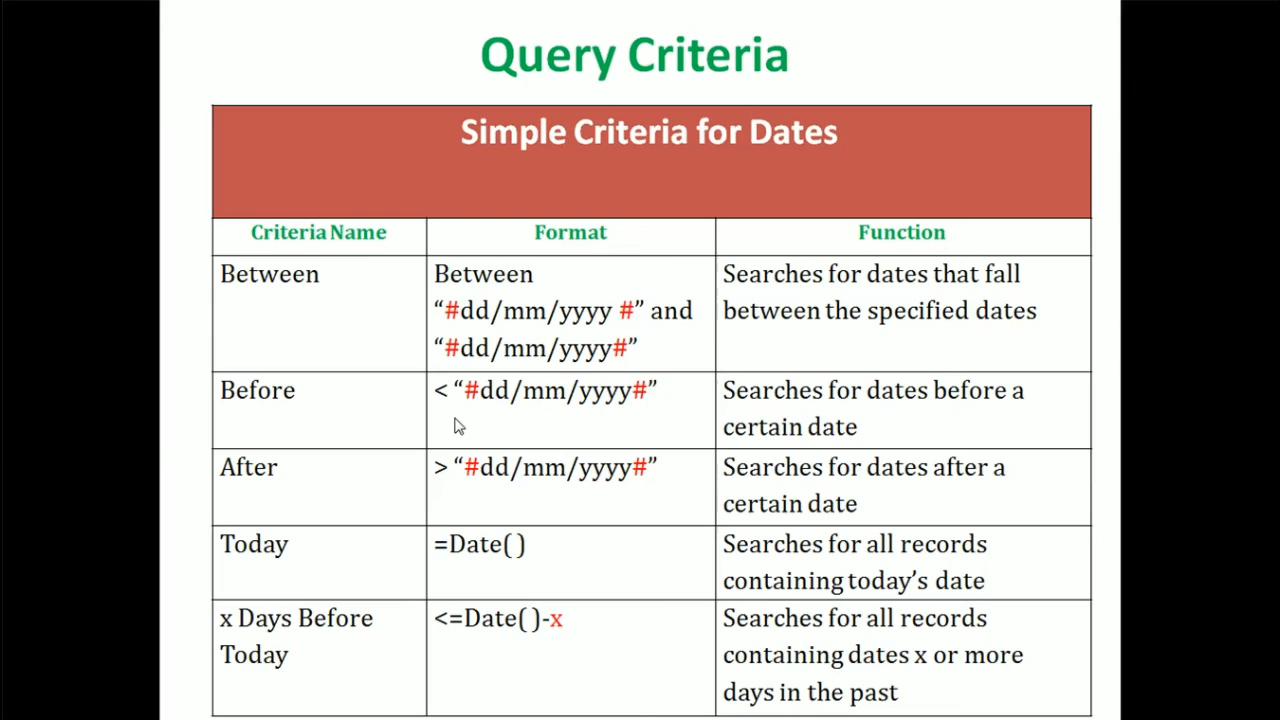 Query Criteria
Simple Criteria for Dates
Criteria Name Format Function
Between
Between
“#dd/mm/yyyy #” and
“#dd/mm/yyyy#”
Searches for dates that fall
between the specified dates
Before
< “#dd/mm/yyyy#”
Searches for dates before a
certain date
After
> “#dd/mm/yyyy#”
Searches for dates after a
certain date
Today
=Date( )
Searches for all records
containing today’s date
x Days Before
Today
<=Date( )-x
Searches for all records
containing dates x or more
days in the past